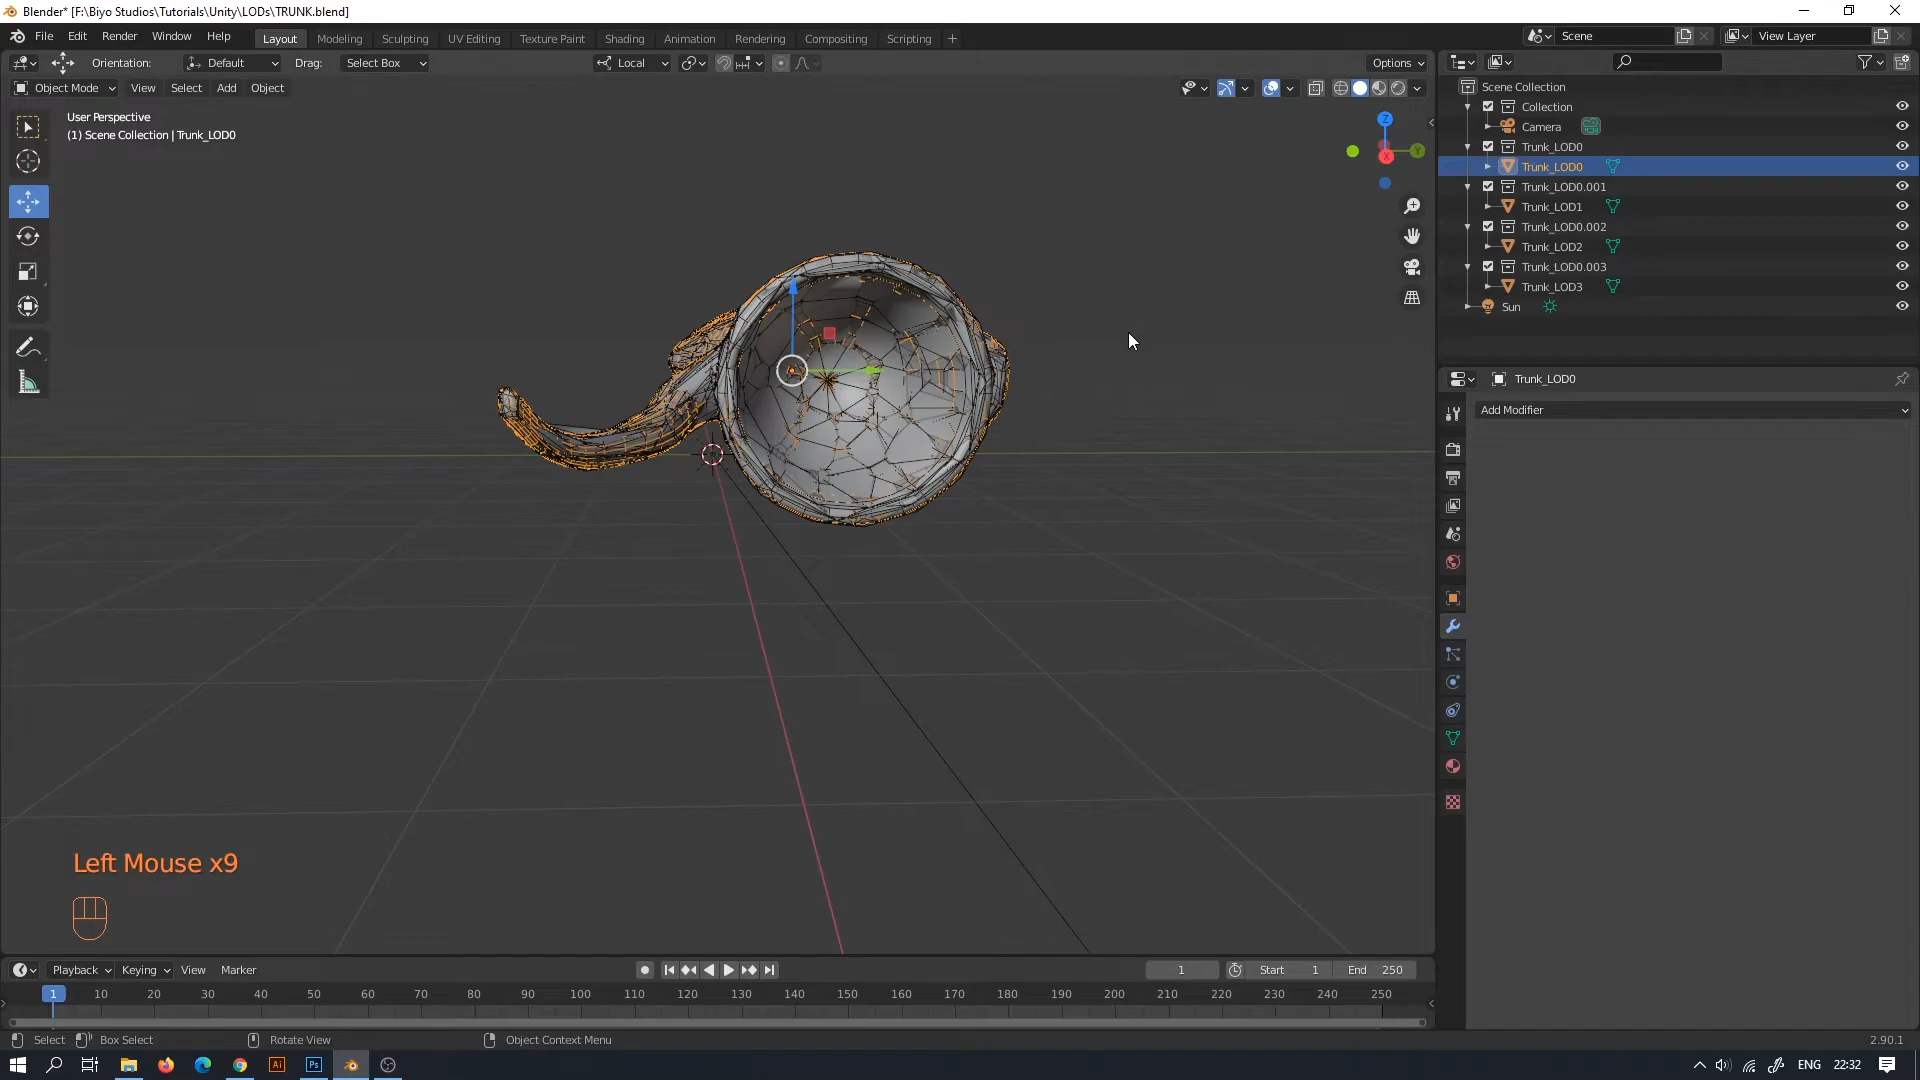 Blender* [F:\Biyo Studios\Tutorials\Unity\LODs\TRUNK.blend]
File Edit Render Window Help
Layout Modeling Sculpting UV Editing Texture Paint Shading Animation Rendering Compositing Scripting
Scene
View Layer
Orientation: Default Drag: Select Box
Local
Options
Object Mode View Select Add Object
User Perspective
(1) Scene Collection | Trunk_LOD0
Z
Y
X
Scene Collection
Collection
Camera
Trunk_LOD0
Trunk_LOD0
Trunk_LOD0.001
Trunk_LOD1
Trunk_LOD0.002
Trunk_LOD2
Trunk_LOD0.003
Trunk_LOD3
Sun
Trunk_LOD0
Add Modifier
Left Mouse x9
Playback Keying View Marker
1 Start 1 End 250
1 10 20 30 40 50 60 70 80 90 100 110 120 130 140 150 160 170 180 190 200 210 220 230 240 250
Select Box Select Rotate View Object Context Menu
2.90.1
Ai Ps ENG 22:32